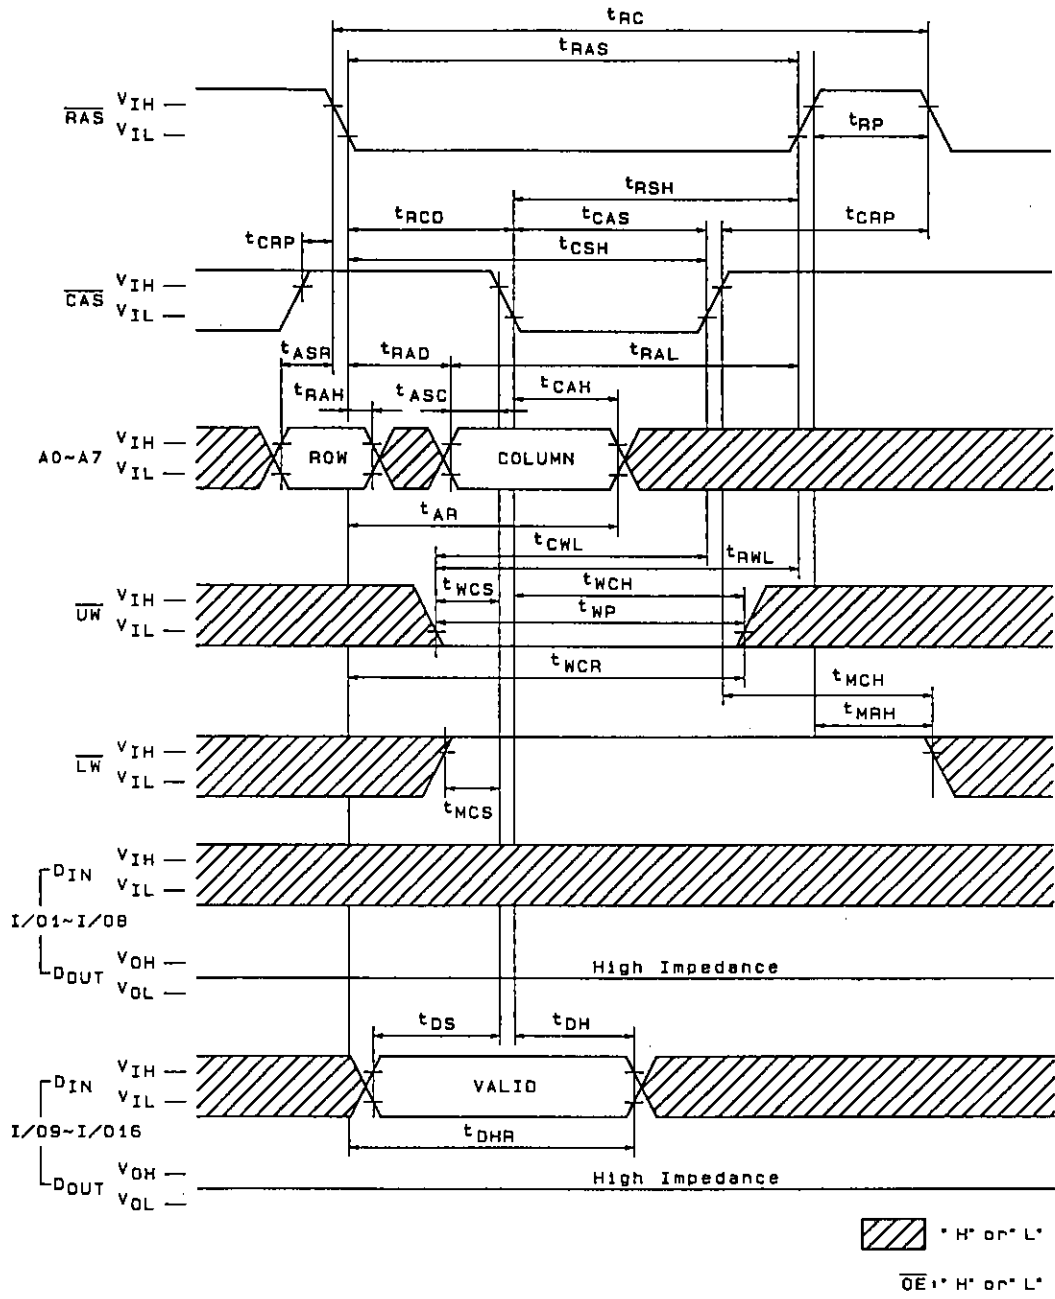 tRC
tRAS
RAS VIH
VIL
tRP
tRSH
tRCD tCAS tCRP
tCRP tCSH
CAS VIH
VIL
tASR tRAD tRAL
tRAH tASC tCAH
A0~A7 VIH
VIL
ROW COLUMN
tAR
tCWL
tRWL
tWCS tWCH
UW VIH
VIL
tWP
tWCR
tMCH
tMRH
LW VIH
VIL
tMCS
DIN VIH
VIL
I/O1~I/O8
DOUT VOH
VOL
High Impedance
tDS tDH
DIN VIH
VIL
VALID
I/O9~I/O16
tDHR
DOUT VOH
VOL
High Impedance
"H" or "L"
OE: "H" or "L"